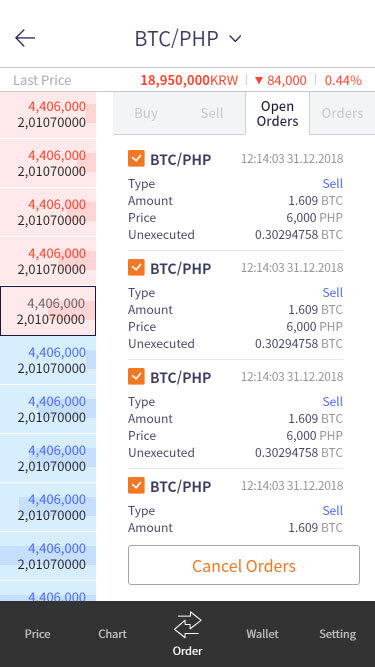 BTC/PHP
Last Price 18,950,000KRW ▼ 84,000 0.44%
4,406,000
2,01070000
4,406,000
2,01070000
4,406,000
2,01070000
4,406,000
2,01070000
4,406,000
2,01070000
4,406,000
2,01070000
4,406,000
2,01070000
4,406,000
2,01070000
4,406,000
2,01070000
4,406,000
2,01070000
4,406,000
Buy Sell Open Orders Orders
BTC/PHP 12:14:03 31.12.2018
Type Sell
Amount 1.609 BTC
Price 6,000 PHP
Unexecuted 0.30294758 BTC
BTC/PHP 12:14:03 31.12.2018
Type Sell
Amount 1.609 BTC
Price 6,000 PHP
Unexecuted 0.30294758 BTC
BTC/PHP 12:14:03 31.12.2018
Type Sell
Amount 1.609 BTC
Price 6,000 PHP
Unexecuted 0.30294758 BTC
BTC/PHP 12:14:03 31.12.2018
Type Sell
Amount 1.609 BTC
Cancel Orders
Price Chart Order Wallet Setting